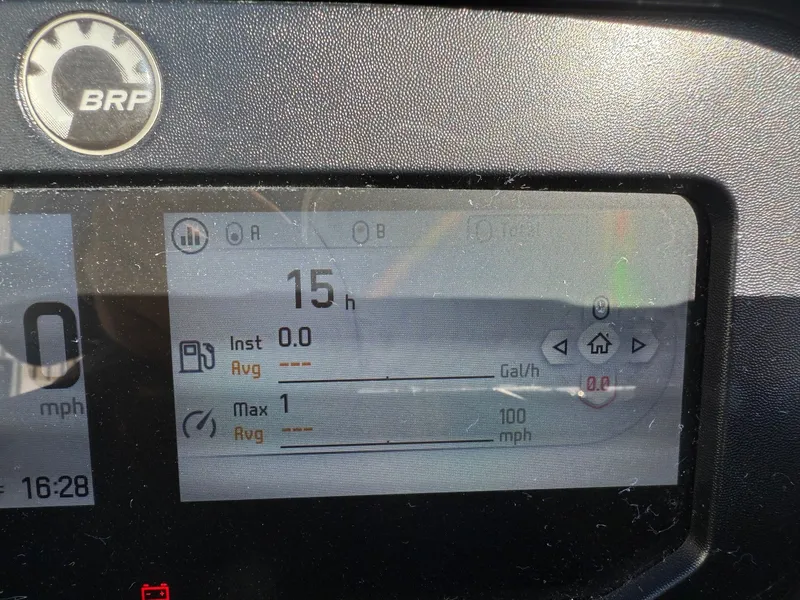 BRP
A
B
Total
15 h
Inst 0.0
Avg ---
Gal/h
Max 1
Avg ---
100
mph
0.0
0
mph
16:28